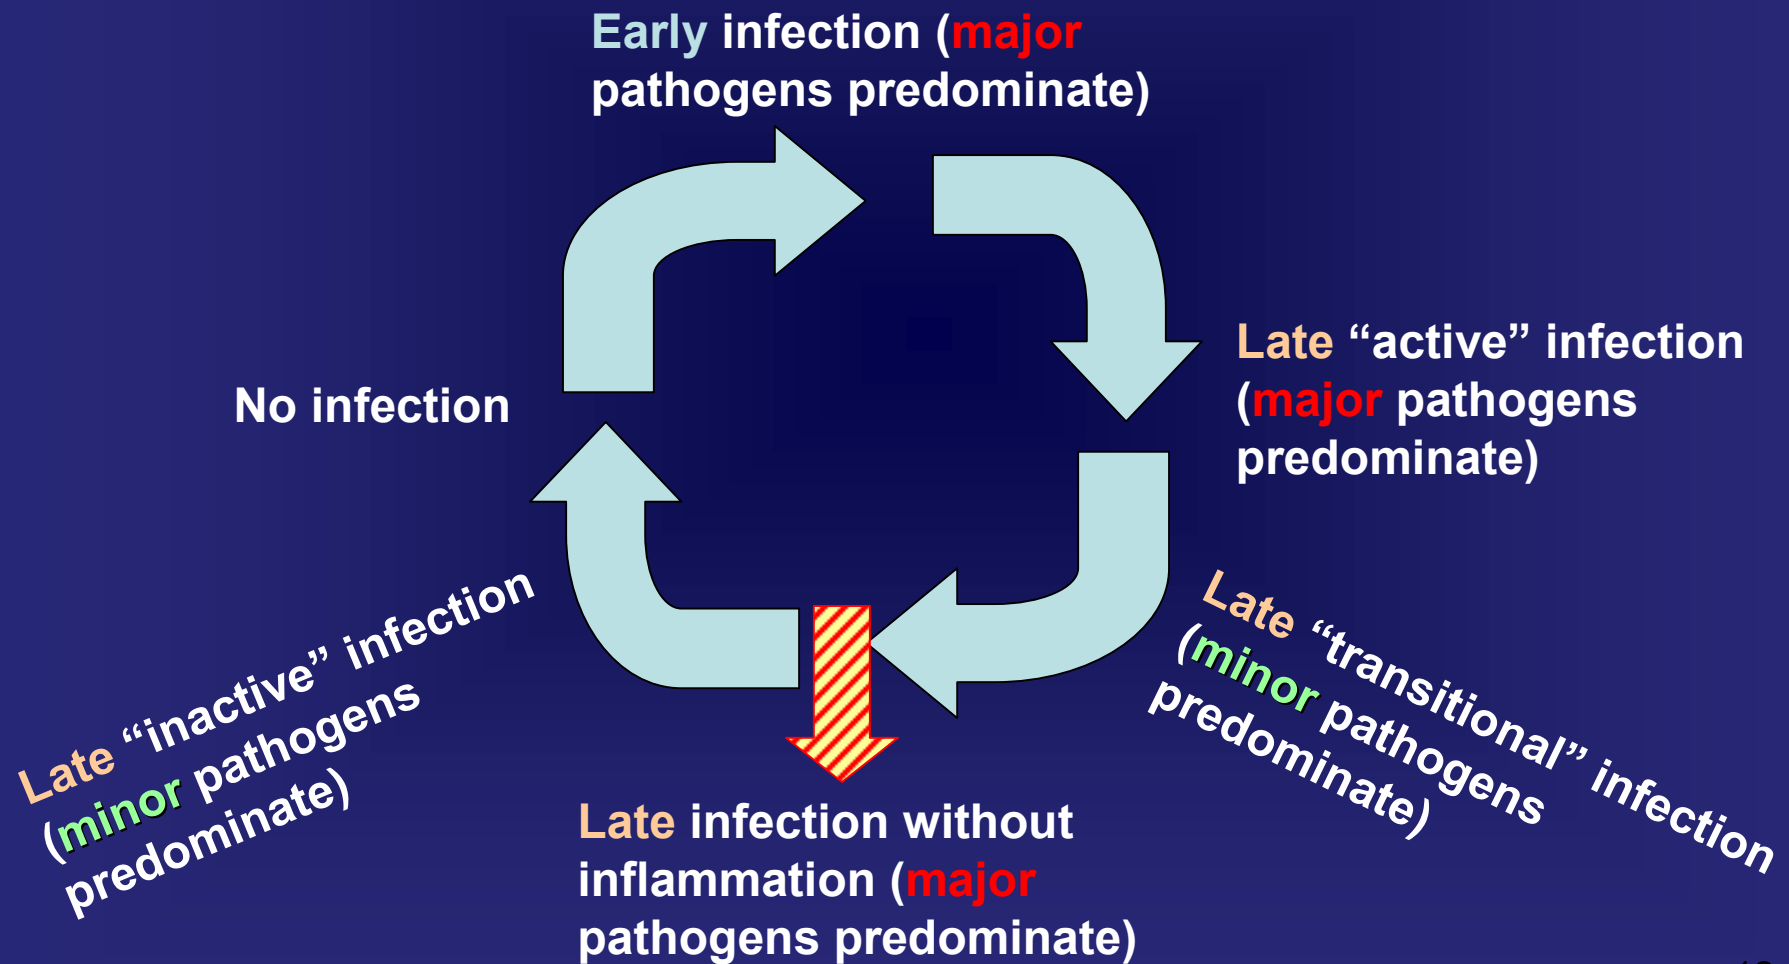 Early infection (major
pathogens predominate)
Late “active” infection
(major pathogens
predominate)
No infection
Late “transitional” infection
(minor pathogens
predominate)
Late “inactive” infection
(minor pathogens
predominate)
Late infection without
inflammation (major
pathogens predominate)